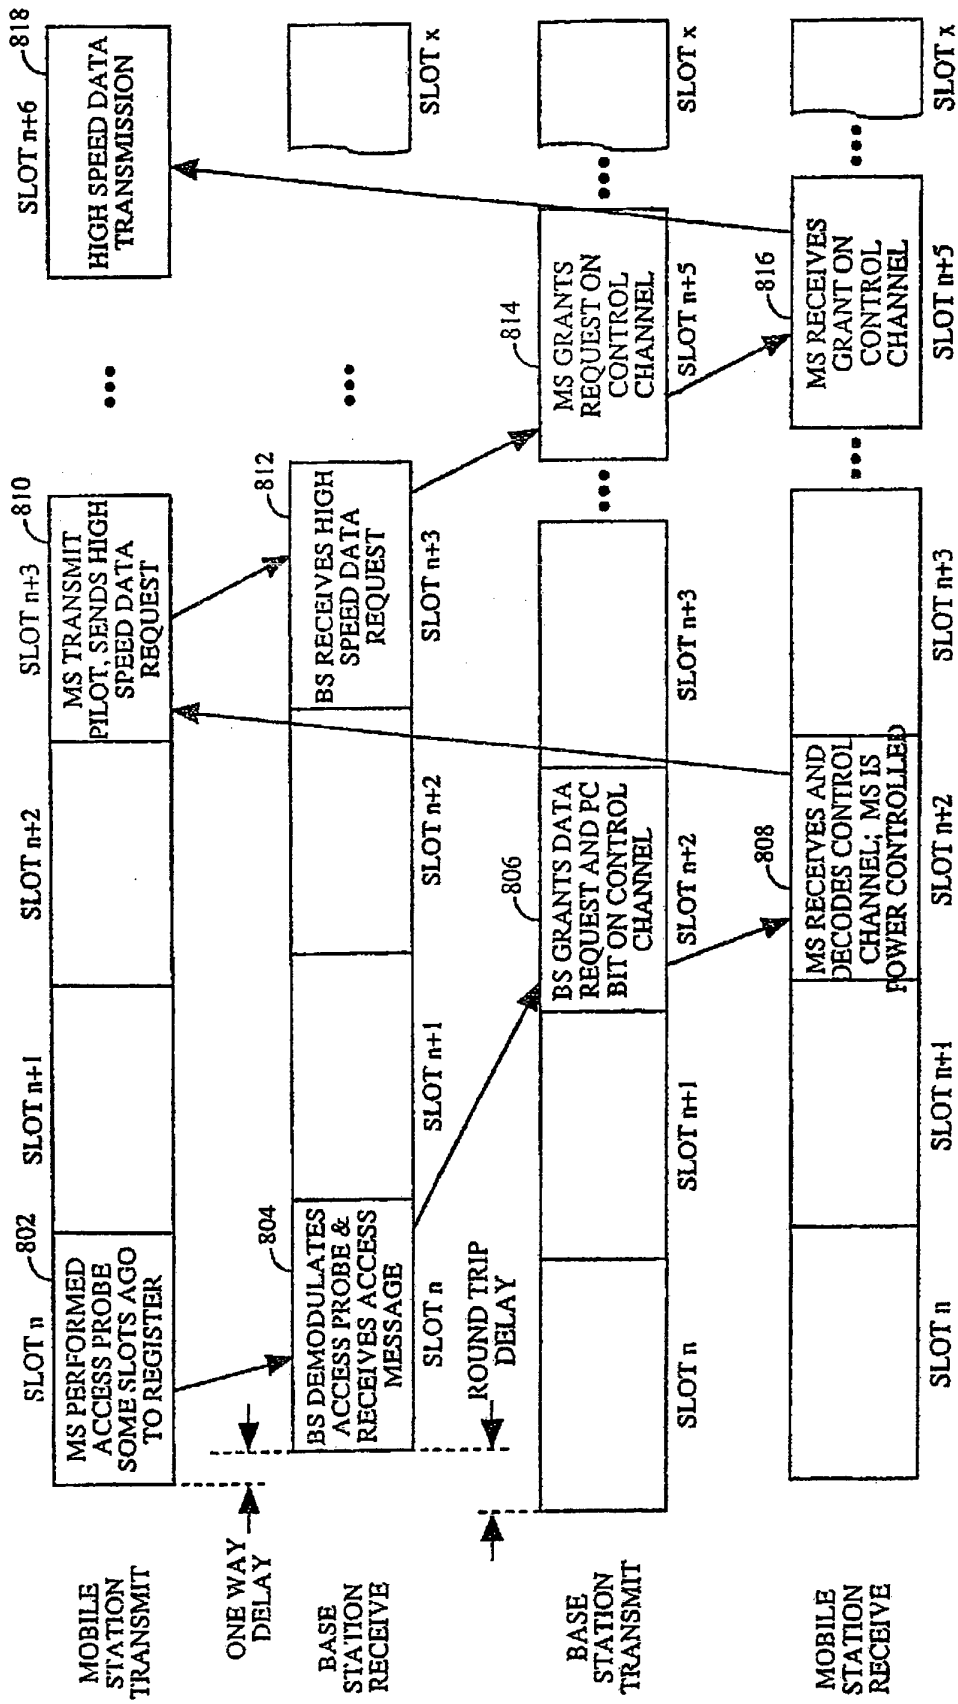 SLOT n
SLOT n+1
SLOT n+2
SLOT n+3
SLOT n+6
802
810
818
MOBILE
STATION
TRANSMIT
MS PERFORMED
ACCESS PROBE
SOME SLOTS AGO
TO REGISTER
MS TRANSMIT
PILOT, SENDS HIGH
SPEED DATA
REQUEST
•••
HIGH SPEED DATA
TRANSMISSION
ONE WAY
DELAY
804
812
BASE
STATION
RECEIVE
BS DEMODULATES
ACCESS PROBE &
RECEIVES ACCESS
MESSAGE
BS RECEIVES HIGH
SPEED DATA
REQUEST
•••
SLOT n
SLOT n+1
SLOT n+2
SLOT n+3
SLOT x
ROUND TRIP
DELAY
806
814
BASE
STATION
TRANSMIT
BS GRANTS DATA
REQUEST AND PC
BIT ON CONTROL
CHANNEL
•••
MS GRANTS
REQUEST ON
CONTROL
CHANNEL
•••
SLOT n
SLOT n+1
SLOT n+2
SLOT n+3
SLOT n+5
SLOT x
808
816
MOBILE
STATION
RECEIVE
MS RECEIVES AND
DECODES CONTROL
CHANNEL; MS IS
POWER CONTROLLED
•••
MS RECEIVES
GRANT ON
CONTROL
CHANNEL
•••
SLOT n
SLOT n+1
SLOT n+2
SLOT n+3
SLOT n+5
SLOT x